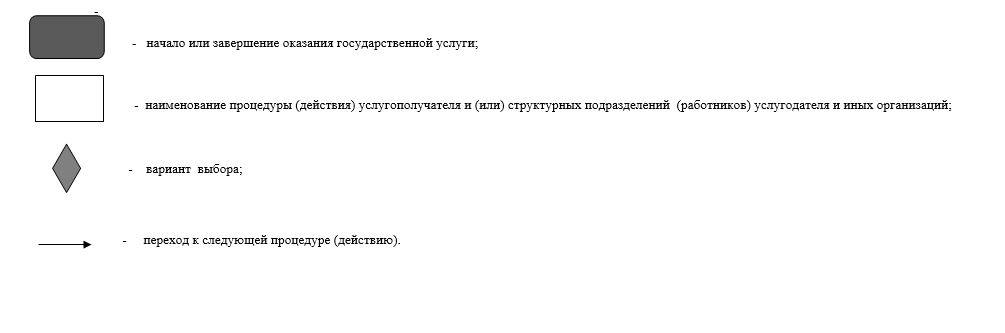 -
- начало или завершение оказания государственной услуги;
- наименование процедуры (действия) услугополучателя и (или) структурных подразделений (работников) услугодателя и иных организаций;
- вариант выбора;
- переход к следующей процедуре (действию).